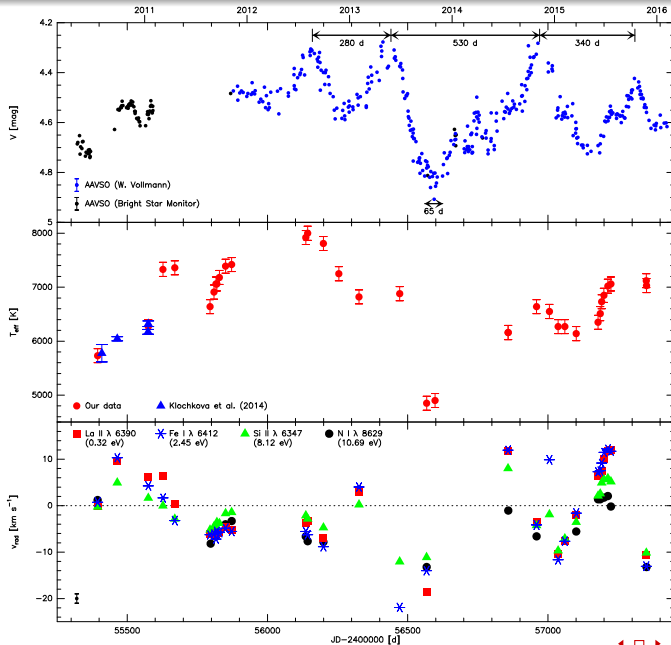 2011 2012 2013 2014 2015 2016
4.2
4.4
4.6
4.8
5
V [mag]
280 d
530 d
340 d
65 d
AAVSO (W. Vollmann)
AAVSO (Bright Star Monitor)
8000
7000
6000
5000
Teff [K]
Our data
Klochkova et al. (2014)
La II λ 6390
(0.32 eV)
Fe I λ 6412
(2.45 eV)
Si II λ 6347
(8.12 eV)
N I λ 8629
(10.69 eV)
10
0
−10
−20
vrad [km s−1]
55500 56000 56500 57000
JD−2400000 [d]